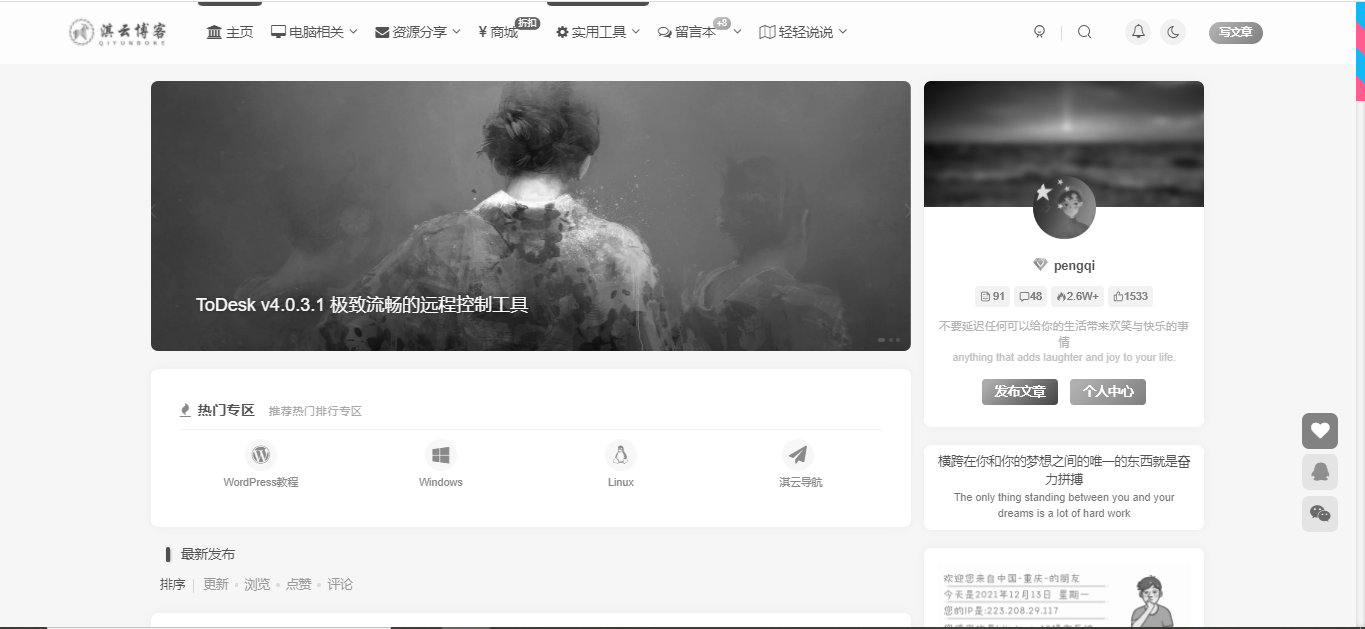 淇云博客
QIYUNBOKE
主页
电脑相关
资源分享
¥ 商城
折扣
实用工具
留言本
+8
轻轻说说
写文章
ToDesk v4.0.3.1 极致流畅的远程控制工具
pengqi
91 48 2.6W+ 1533
不要延迟任何可以给你的生活带来欢笑与快乐的事
情
anything that adds laughter and joy to your life.
发布文章 个人中心
热门专区 推荐热门排行专区
WordPress教程 Windows Linux 淇云导航
横跨在你和你的梦想之间的唯一的东西就是奋
力拼搏
The only thing standing between you and your
dreams is a lot of hard work
最新发布
排序 更新 浏览 点赞 评论
欢迎您来自中国-重庆-的朋友
今天是2021年12月13日 星期一
您的IP是:223.208.29.117